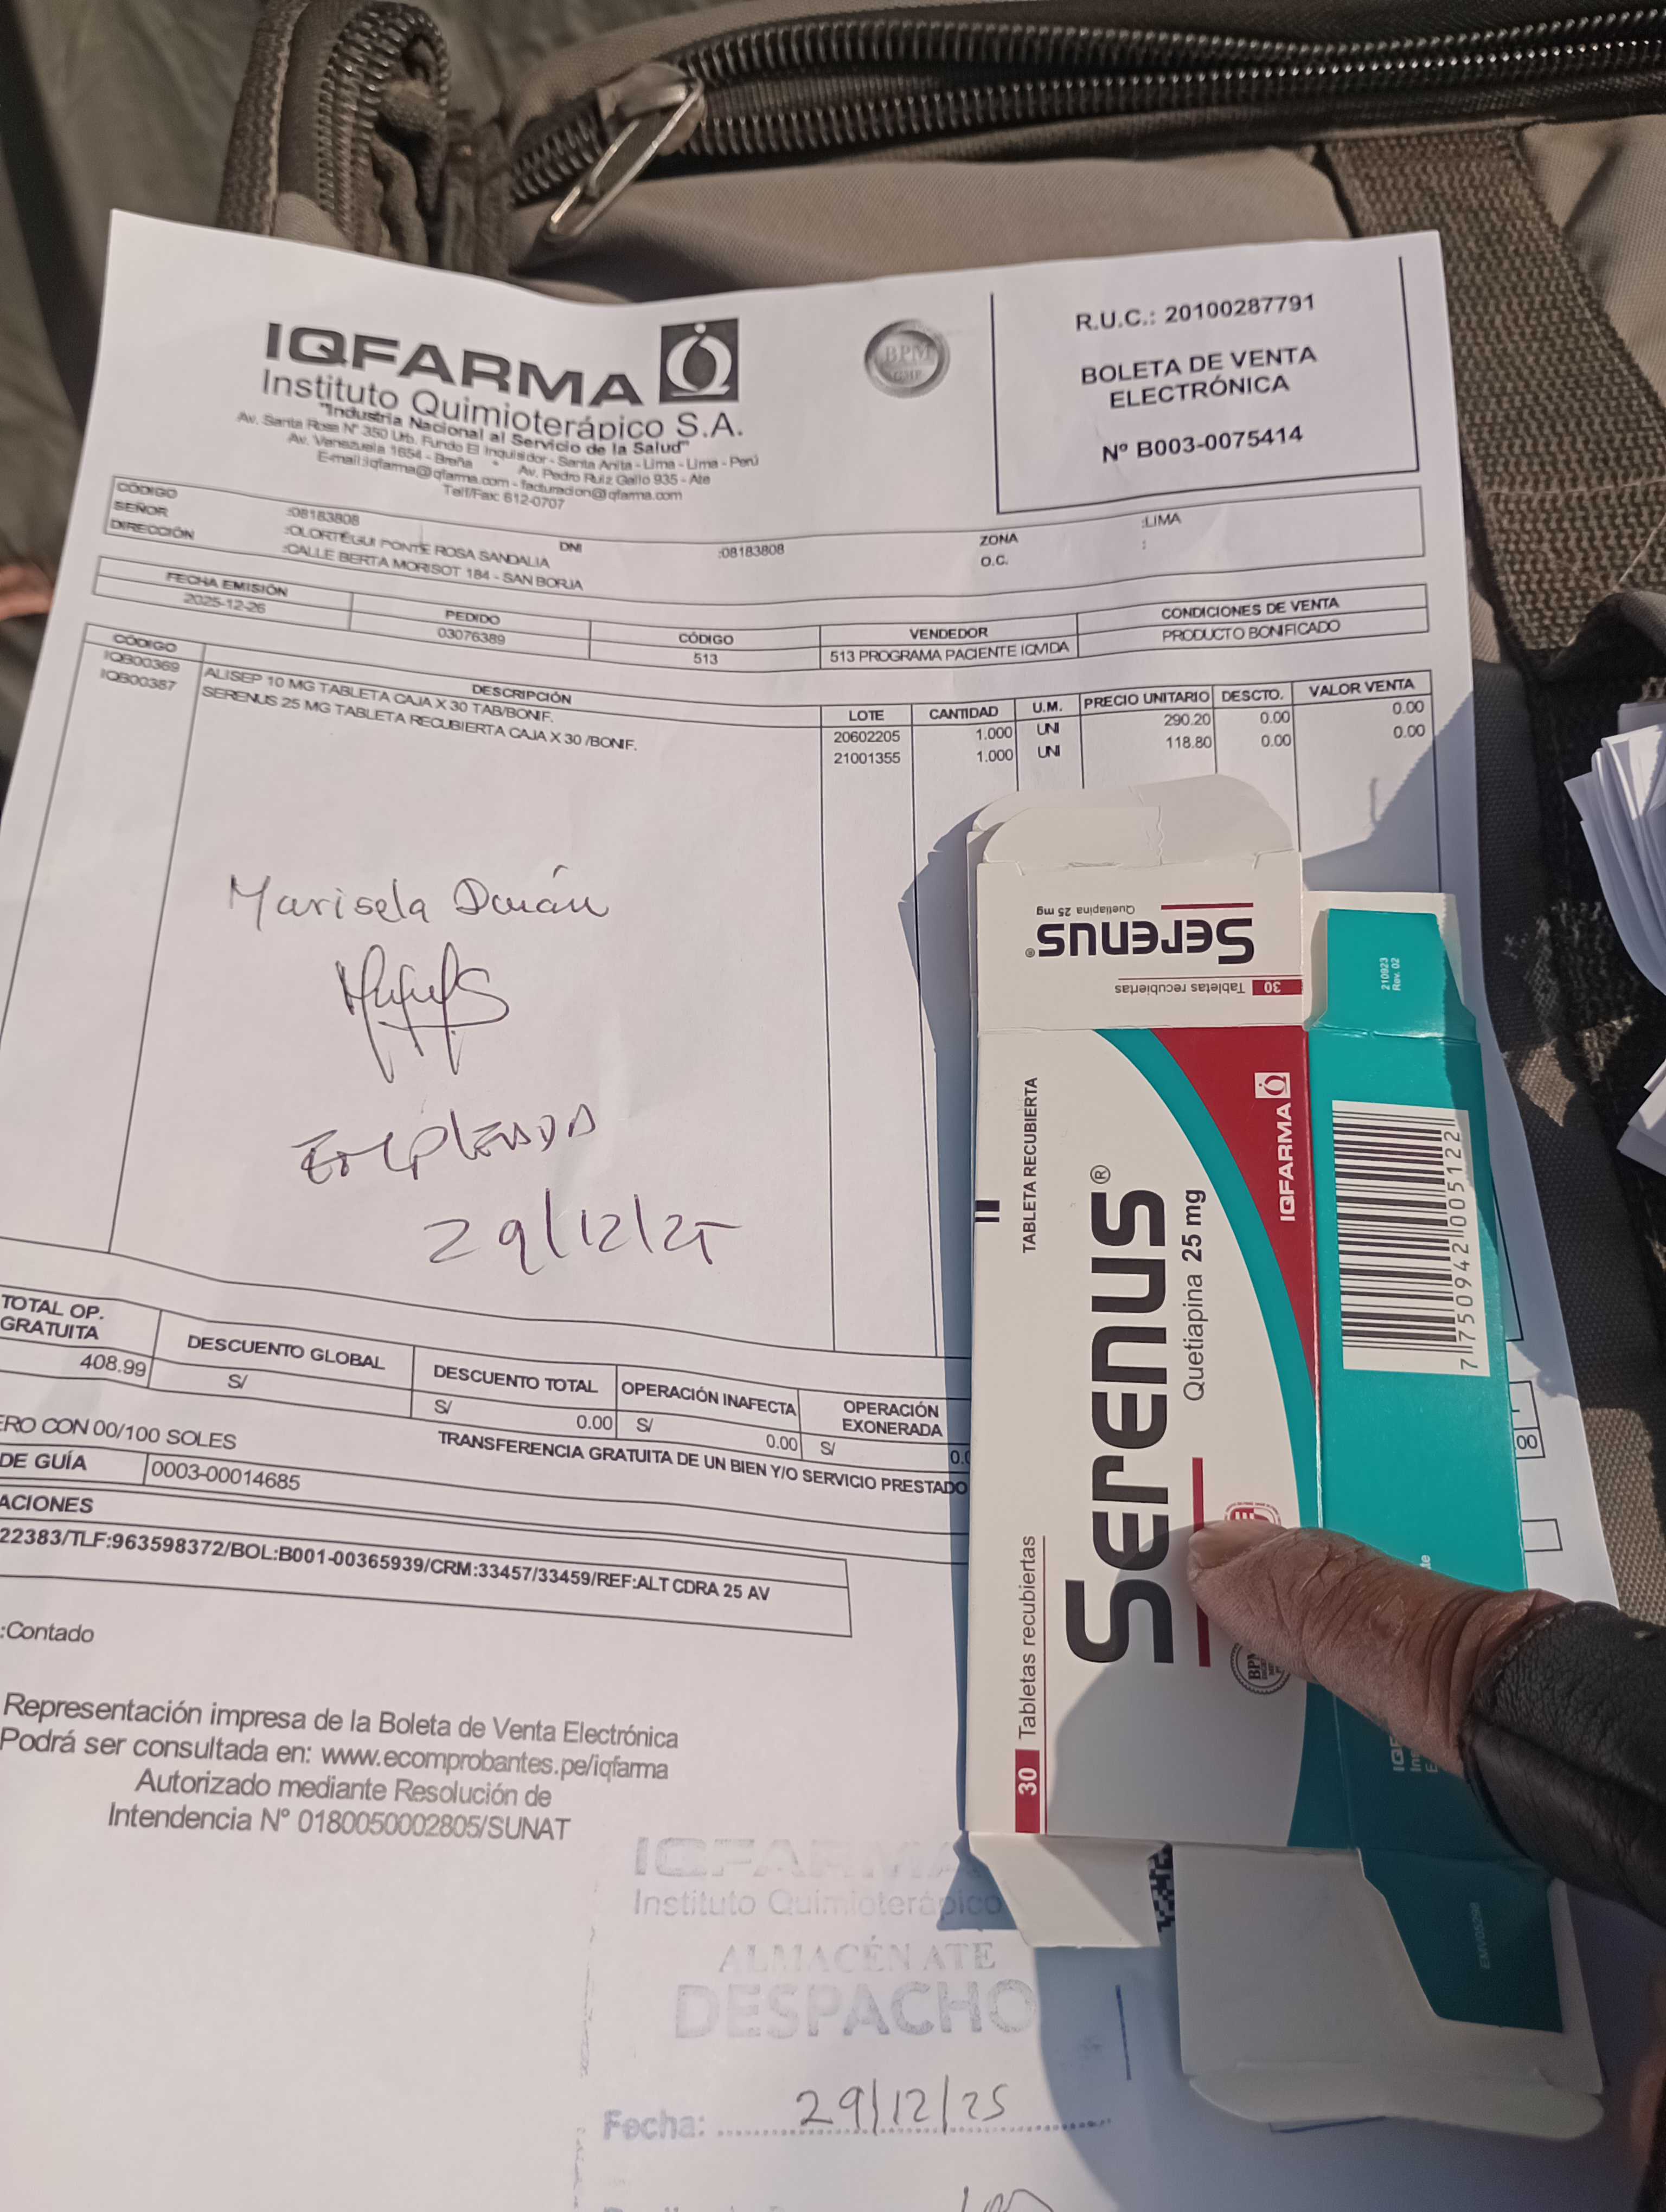 IQFARMA
Instituto Quimioterápico S.A.
"Industria Nacional al Servicio de la Salud"
Av. Santa Rosa Nº 350 Urb. Fundo El Inquisidor - Santa Anita - Lima - Lima - Perú
Av. Venezuela 1654 - Breña * Av. Pedro Ruiz Gallo 935 - Ate
E-mail:iqfarma@iqfarma.com - facturacion@iqfarma.com
Telf/Fax: 612-0707
BPM
R.U.C.: 20100287791
BOLETA DE VENTA
ELECTRÓNICA
Nº B003-0075414
CÓDIGO :08183808 DNI :08183808 ZONA :LIMA
SEÑOR :OLORTEGUI PONTE ROSA SANDALIA O.C. :
DIRECCIÓN :CALLE BERTA MORISOT 184 - SAN BORJA
FECHA EMISIÓN PEDIDO CÓDIGO VENDEDOR CONDICIONES DE VENTA
2025-12-26 03076389 513 513 PROGRAMA PACIENTE IQVIDA PRODUCTO BONIFICADO
CÓDIGO DESCRIPCIÓN LOTE CANTIDAD U.M. PRECIO UNITARIO DESCTO. VALOR VENTA
IQB00369 ALISEP 10 MG TABLETA CAJA X 30 TAB/BONIF. 20602205 1.000 UNI 290.20 0.00 0.00
IQB00387 SERENUS 25 MG TABLETA RECUBIERTA CAJA X 30 /BONIF. 21001355 1.000 UNI 118.80 0.00 0.00
Marisela Durán
EMPLEADA
29/12/25
TOTAL OP. GRATUITA DESCUENTO GLOBAL DESCUENTO TOTAL OPERACIÓN INAFECTA OPERACIÓN EXONERADA
408.99 S/ S/ 0.00 S/ 0.00 S/ 0.0
00
ERO CON 00/100 SOLES
TRANSFERENCIA GRATUITA DE UN BIEN Y/O SERVICIO PRESTADO
DE GUÍA 0003-00014685
ACIONES
22383/TLF:963598372/BOL:B001-00365939/CRM:33457/33459/REF:ALT CDRA 25 AV
:Contado
Representación impresa de la Boleta de Venta Electrónica
Podrá ser consultada en: www.ecomprobantes.pe/iqfarma
Autorizado mediante Resolución de
Intendencia N° 0180050002805/SUNAT
IQFARMA
Instituto Quimioterápico
ALMACÉN ATE
DESPACHO
Fecha: 29/12/25
30 Tabletas recubiertas
Serenus®
Quetiapina 25 mg
210923
Rev. 02
30 Tabletas recubiertas
TABLETA RECUBIERTA
Serenus®
Quetiapina 25 mg
IQFARMA
BPM
7750942005122
EMV00298